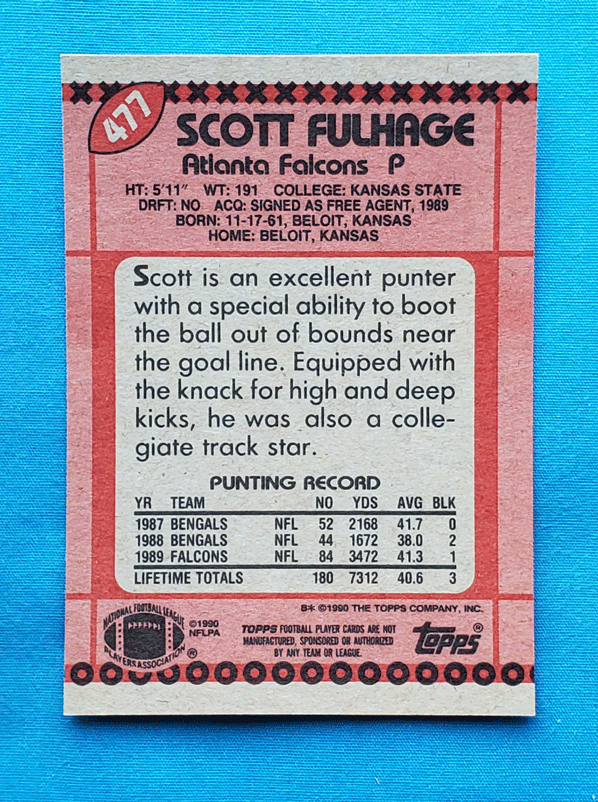 477
SCOTT FULHAGE
Atlanta Falcons P
HT: 5'11" WT: 191 COLLEGE: KANSAS STATE
DRFT: NO ACQ: SIGNED AS FREE AGENT, 1989
BORN: 11-17-61, BELOIT, KANSAS
HOME: BELOIT, KANSAS
Scott is an excellent punter
with a special ability to boot
the ball out of bounds near
the goal line. Equipped with
the knack for high and deep
kicks, he was also a colle-
giate track star.
PUNTING RECORD
YR TEAM NO YDS AVG BLK
1987 BENGALS NFL 52 2168 41.7 0
1988 BENGALS NFL 44 1672 38.0 2
1989 FALCONS NFL 84 3472 41.3 1
LIFETIME TOTALS 180 7312 40.6 3
B* ©1990 THE TOPPS COMPANY, INC.
NATIONAL FOOTBALL LEAGUE
PLAYERS ASSOCIATION ®
©1990
NFLPA
TOPPS FOOTBALL PLAYER CARDS ARE NOT
MANUFACTURED, SPONSORED OR AUTHORIZED
BY ANY TEAM OR LEAGUE.
topps ®